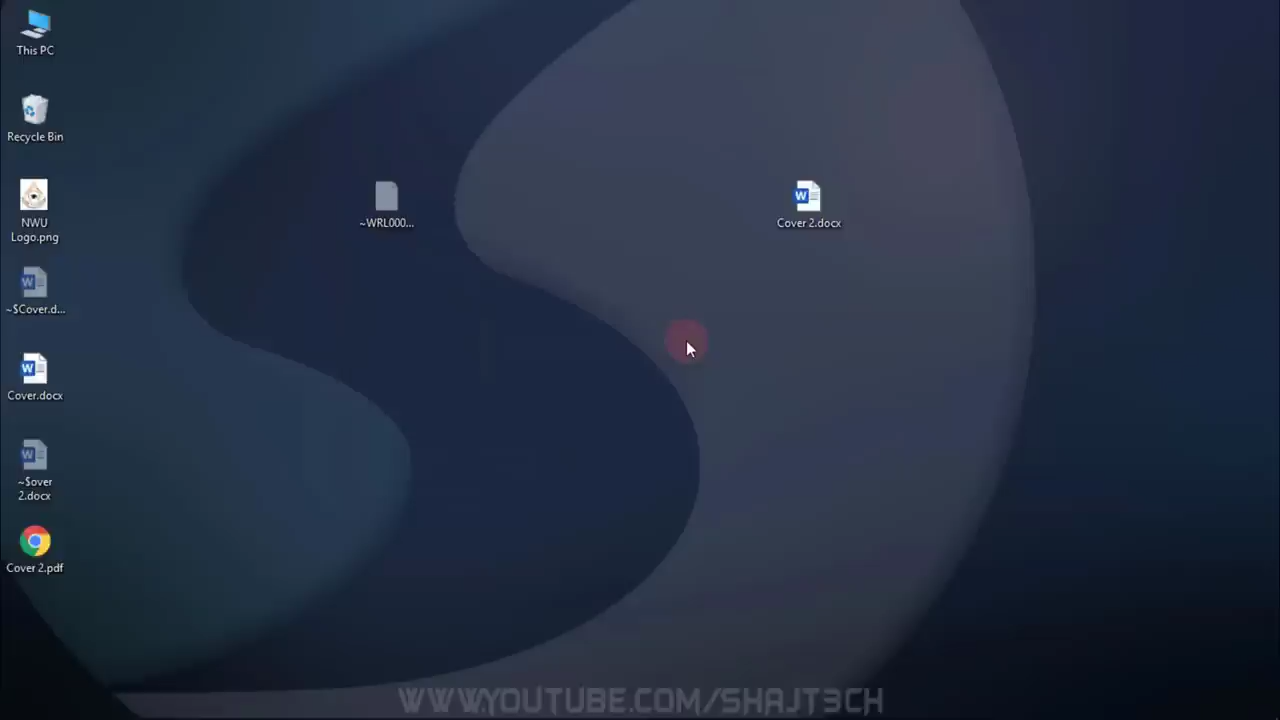 This PC
Recycle Bin
NWU
Logo.png
~$Cover.d...
Cover.docx
~$over
2.docx
Cover 2.pdf
~WRL000...
Cover 2.docx
WWW.YOUTUBE.COM/SHAJT3CH